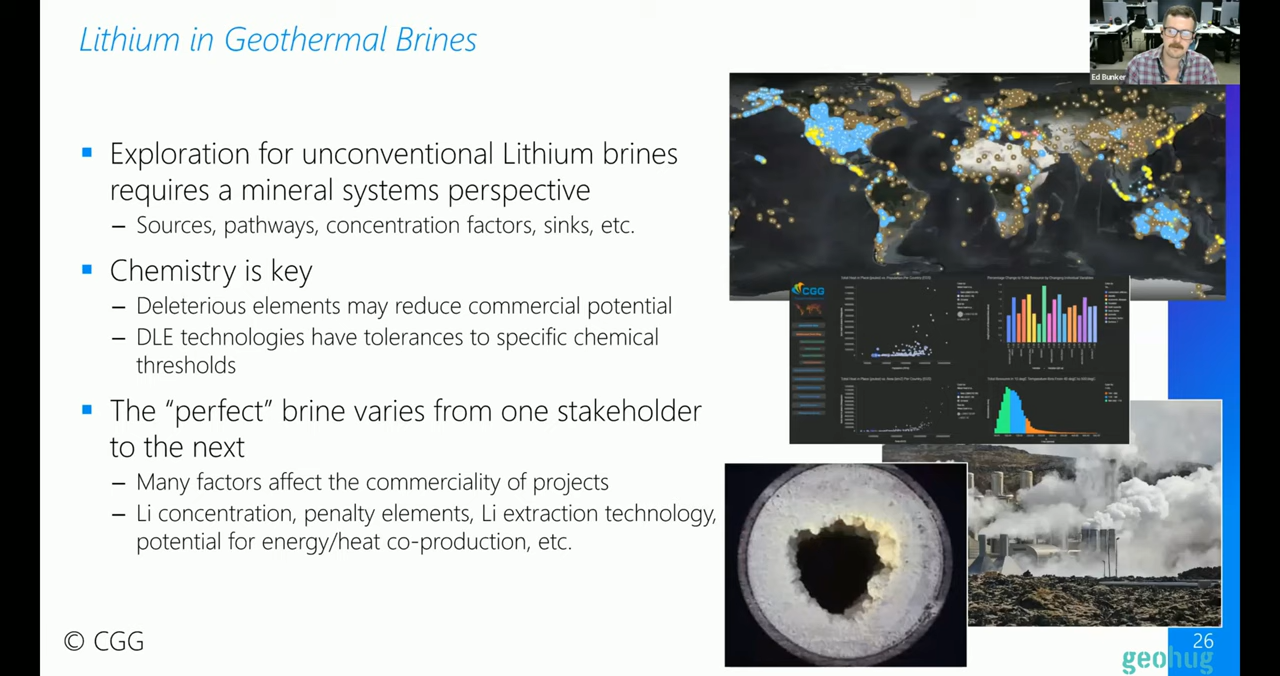 Lithium in Geothermal Brines
Ed Bunker
Exploration for unconventional Lithium brines
requires a mineral systems perspective
– Sources, pathways, concentration factors, sinks, etc.
Chemistry is key
– Deleterious elements may reduce commercial potential
– DLE technologies have tolerances to specific chemical
thresholds
The “perfect” brine varies from one stakeholder
to the next
– Many factors affect the commerciality of projects
– Li concentration, penalty elements, Li extraction technology,
potential for energy/heat co-production, etc.
CGG
© CGG
26
geohug